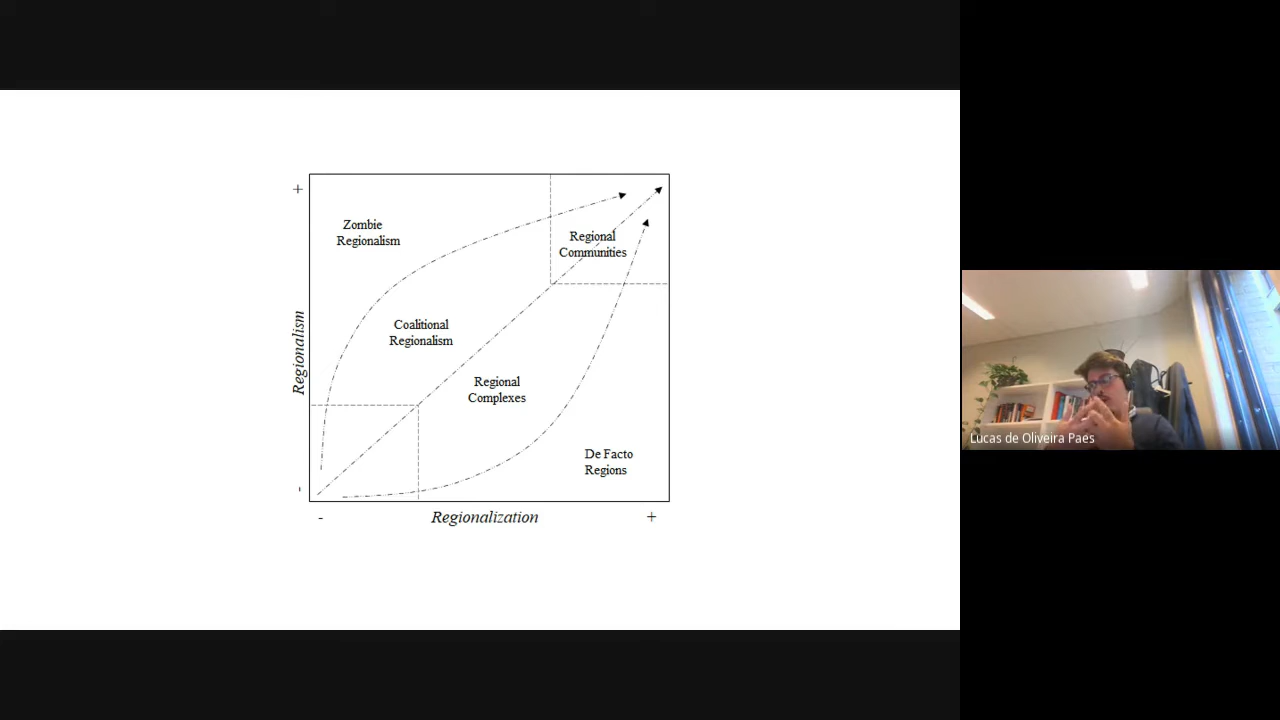 +
Zombie
Regionalism
Regional
Communities
Coalitional
Regionalism
Regional
Complexes
De Facto
Regions
Regionalism
-
-
Regionalization
+
Lucas de Oliveira Paes